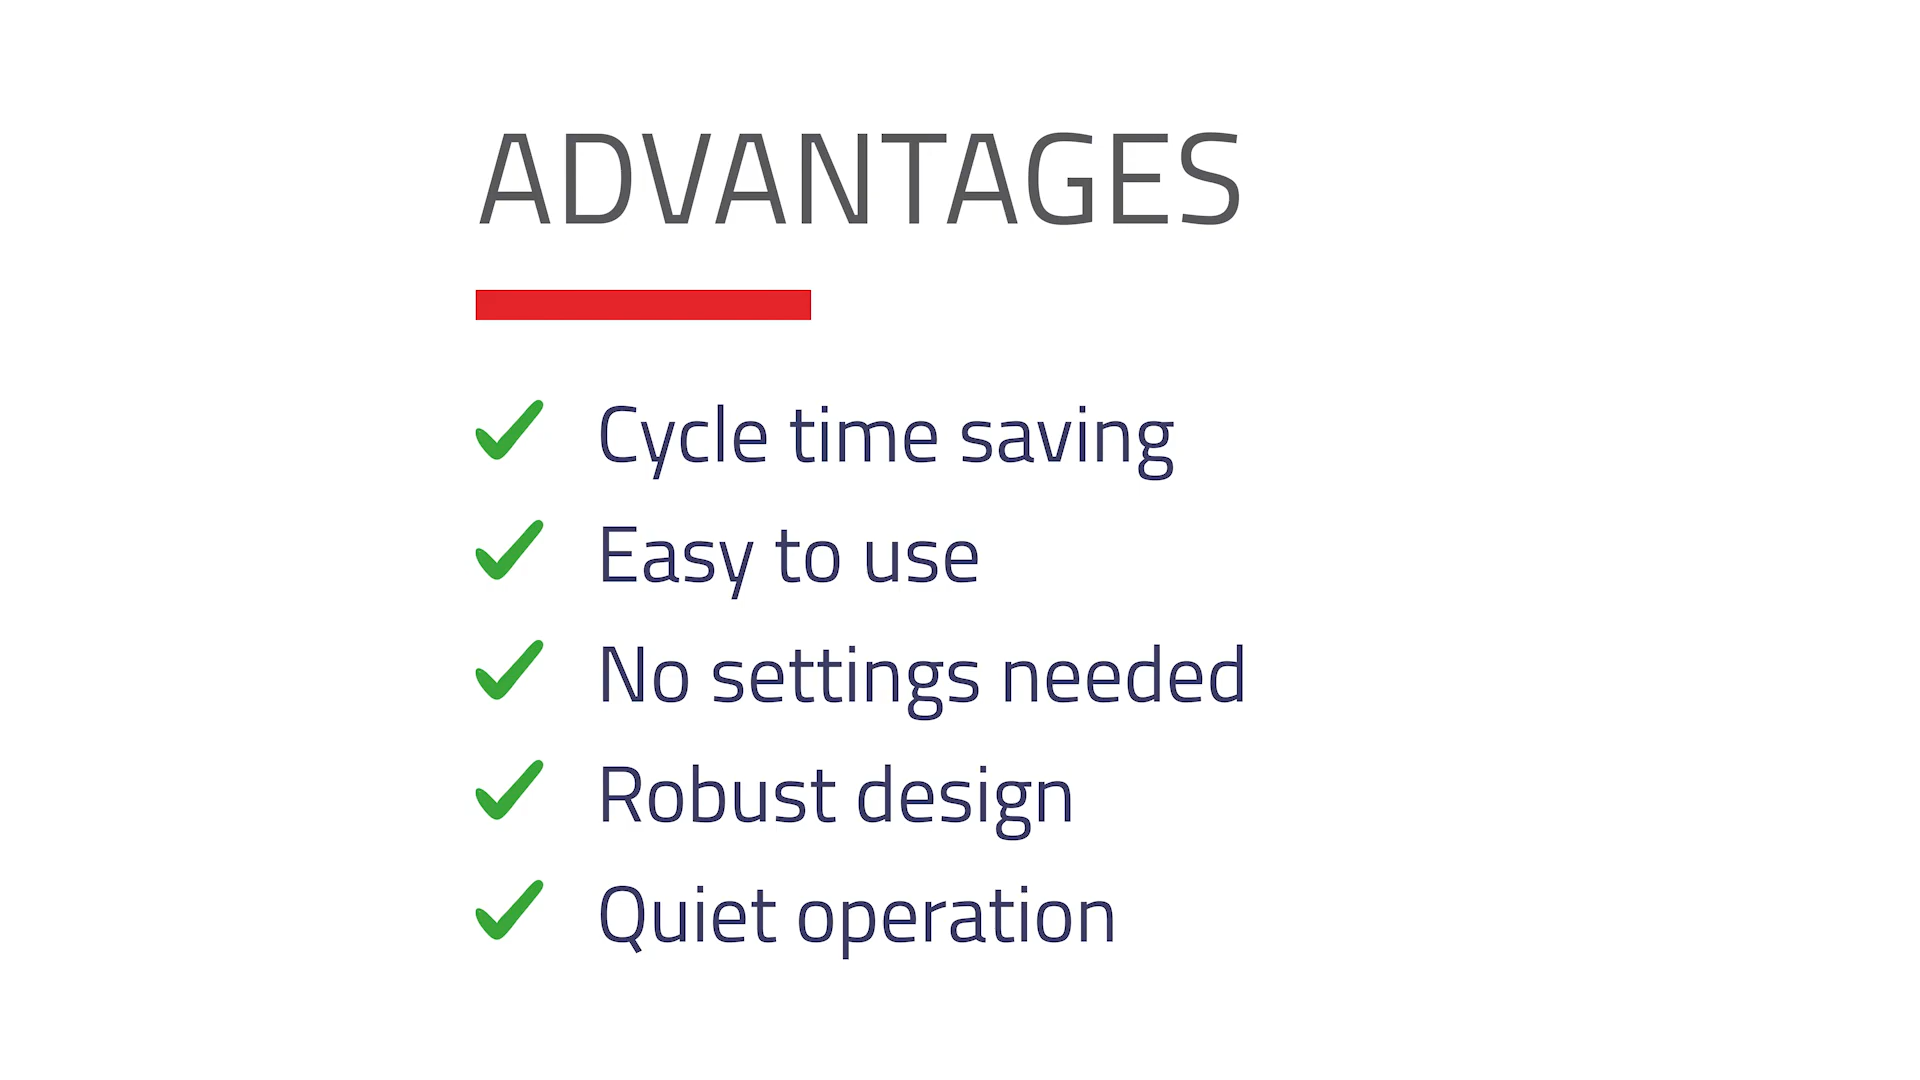 ADVANTAGES
Cycle time saving
Easy to use
No settings needed
Robust design
Quiet operation